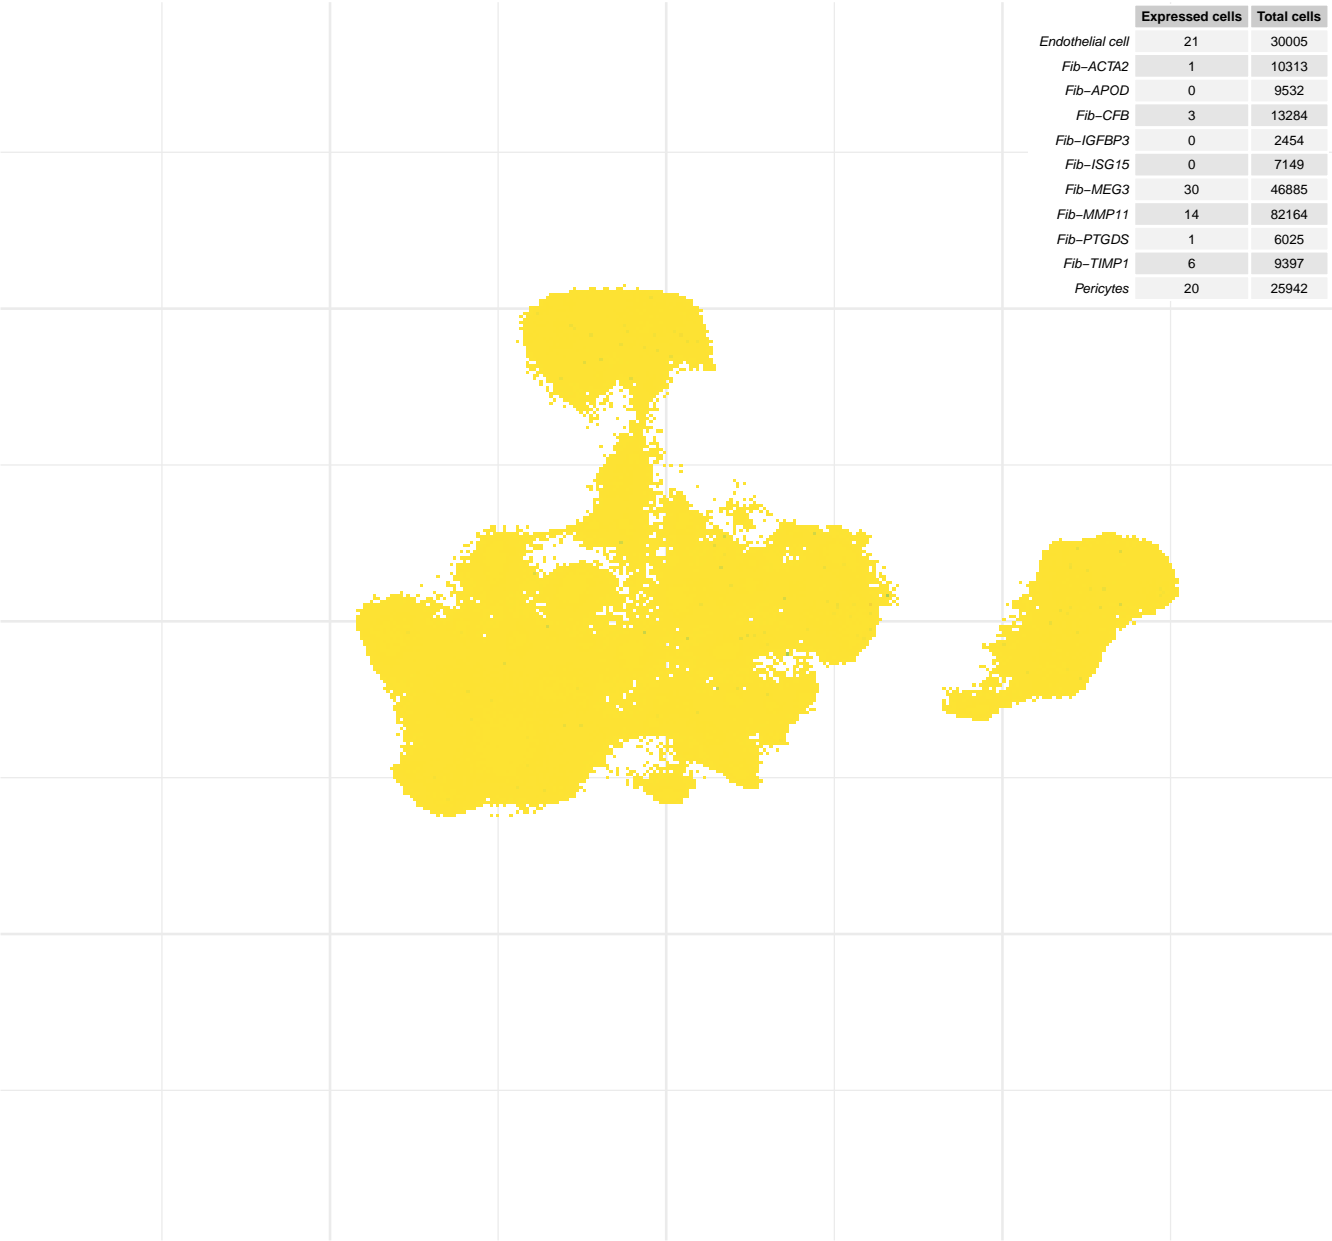 Expressed cells Total cells
Endothelial cell 21 30005
Fib−ACTA2 1 10313
Fib−APOD 0 9532
Fib−CFB 3 13284
Fib−IGFBP3 0 2454
Fib−ISG15 0 7149
Fib−MEG3 30 46885
Fib−MMP11 14 82164
Fib−PTGDS 1 6025
Fib−TIMP1 6 9397
Pericytes 20 25942